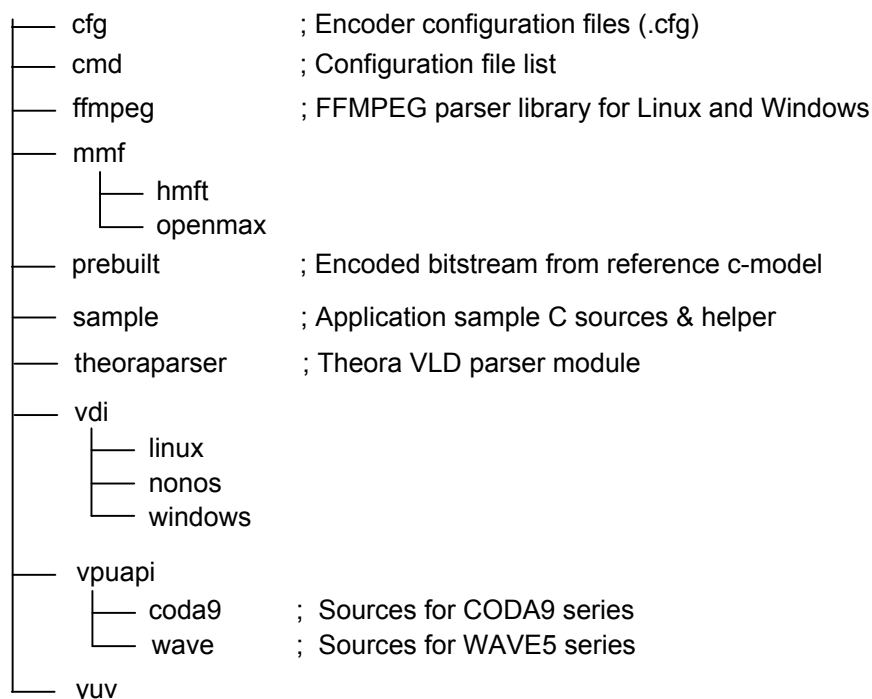 cfg ; Encoder configuration files (.cfg)
cmd ; Configuration file list
ffmpeg ; FFMPEG parser library for Linux and Windows
mmf
hmft
openmax
prebuilt ; Encoded bitstream from reference c-model
sample ; Application sample C sources & helper
theoraparser ; Theora VLD parser module
vdi
linux
nonos
windows
vpuapi
coda9 ; Sources for CODA9 series
wave ; Sources for WAVE5 series
yuv